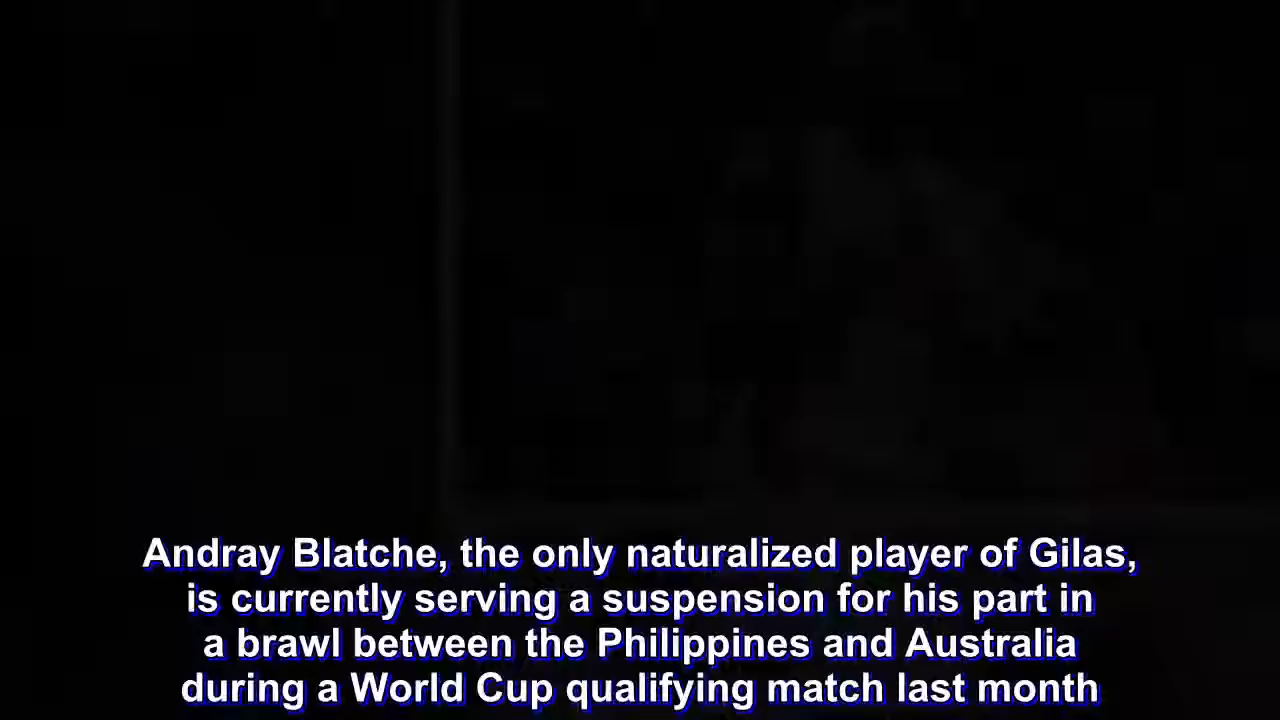 Andray Blatche, the only naturalized player of Gilas,
is currently serving a suspension for his part in
a brawl between the Philippines and Australia
during a World Cup qualifying match last month